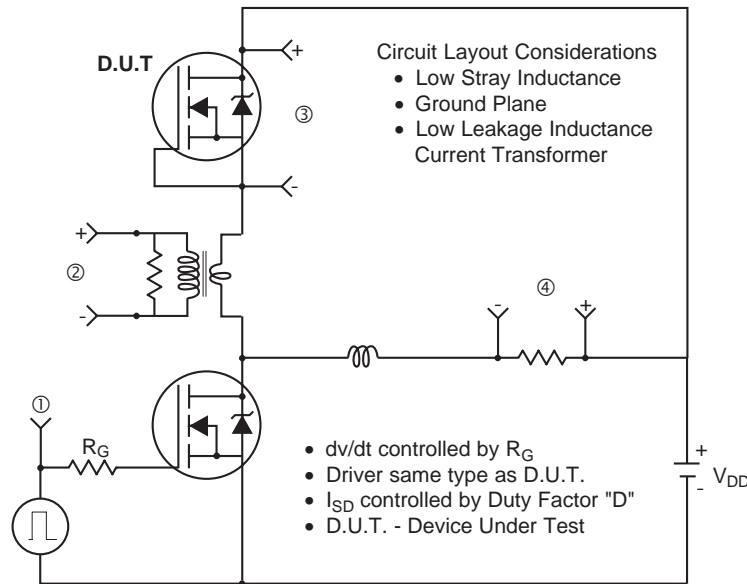 D.U.T
+
Circuit Layout Considerations
• Low Stray Inductance
• Ground Plane
• Low Leakage Inductance
Current Transformer
③
-
+
②
-
④
-
+
①
R_G
• dv/dt controlled by R_G
• Driver same type as D.U.T.
• I_SD controlled by Duty Factor "D"
• D.U.T. - Device Under Test
+
V_DD
-